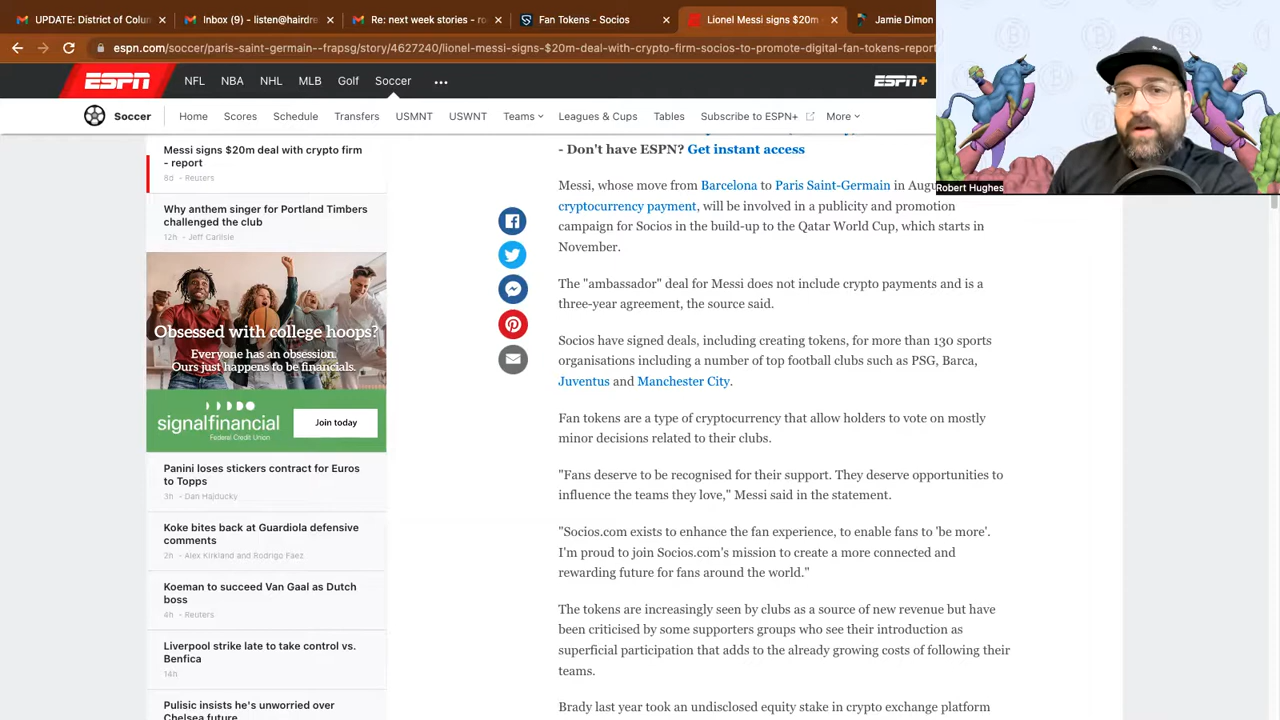 UPDATE: District of Colum
Inbox (9) - listen@hairdre
Re: next week stories - ro
Fan Tokens - Socios
Lionel Messi signs $20m
Jamie Dimon
espn.com/soccer/paris-saint-germain--frapsg/story/4627240/lionel-messi-signs-$20m-deal-with-crypto-firm-socios-to-promote-digital-fan-tokens-report
ESPN NFL NBA NHL MLB Golf Soccer ... ESPN+
Soccer Home Scores Schedule Transfers USMNT USWNT Teams Leagues & Cups Tables Subscribe to ESPN+ More
Robert Hughes
Messi signs $20m deal with crypto firm
- report
8d - Reuters
Why anthem singer for Portland Timbers
challenged the club
12h - Jeff Carlisle
Obsessed with college hoops?
Everyone has an obsession.
Ours just happens to be financials.
signalfinancial
Federal Credit Union
Join today
Panini loses stickers contract for Euros
to Topps
3h - Dan Hajducky
Koke bites back at Guardiola defensive
comments
2h - Alex Kirkland and Rodrigo Faez
Koeman to succeed Van Gaal as Dutch
boss
4h - Reuters
Liverpool strike late to take control vs.
Benfica
14h
Pulisic insists he's unworried over
Chelsea future
- Don't have ESPN? Get instant access
Messi, whose move from Barcelona to Paris Saint-Germain in Augu
cryptocurrency payment, will be involved in a publicity and promotion
campaign for Socios in the build-up to the Qatar World Cup, which starts in
November.
The "ambassador" deal for Messi does not include crypto payments and is a
three-year agreement, the source said.
Socios have signed deals, including creating tokens, for more than 130 sports
organisations including a number of top football clubs such as PSG, Barca,
Juventus and Manchester City.
Fan tokens are a type of cryptocurrency that allow holders to vote on mostly
minor decisions related to their clubs.
"Fans deserve to be recognised for their support. They deserve opportunities to
influence the teams they love," Messi said in the statement.
"Socios.com exists to enhance the fan experience, to enable fans to 'be more'.
I'm proud to join Socios.com's mission to create a more connected and
rewarding future for fans around the world."
The tokens are increasingly seen by clubs as a source of new revenue but have
been criticised by some supporters groups who see their introduction as
superficial participation that adds to the already growing costs of following their
teams.
Brady last year took an undisclosed equity stake in crypto exchange platform